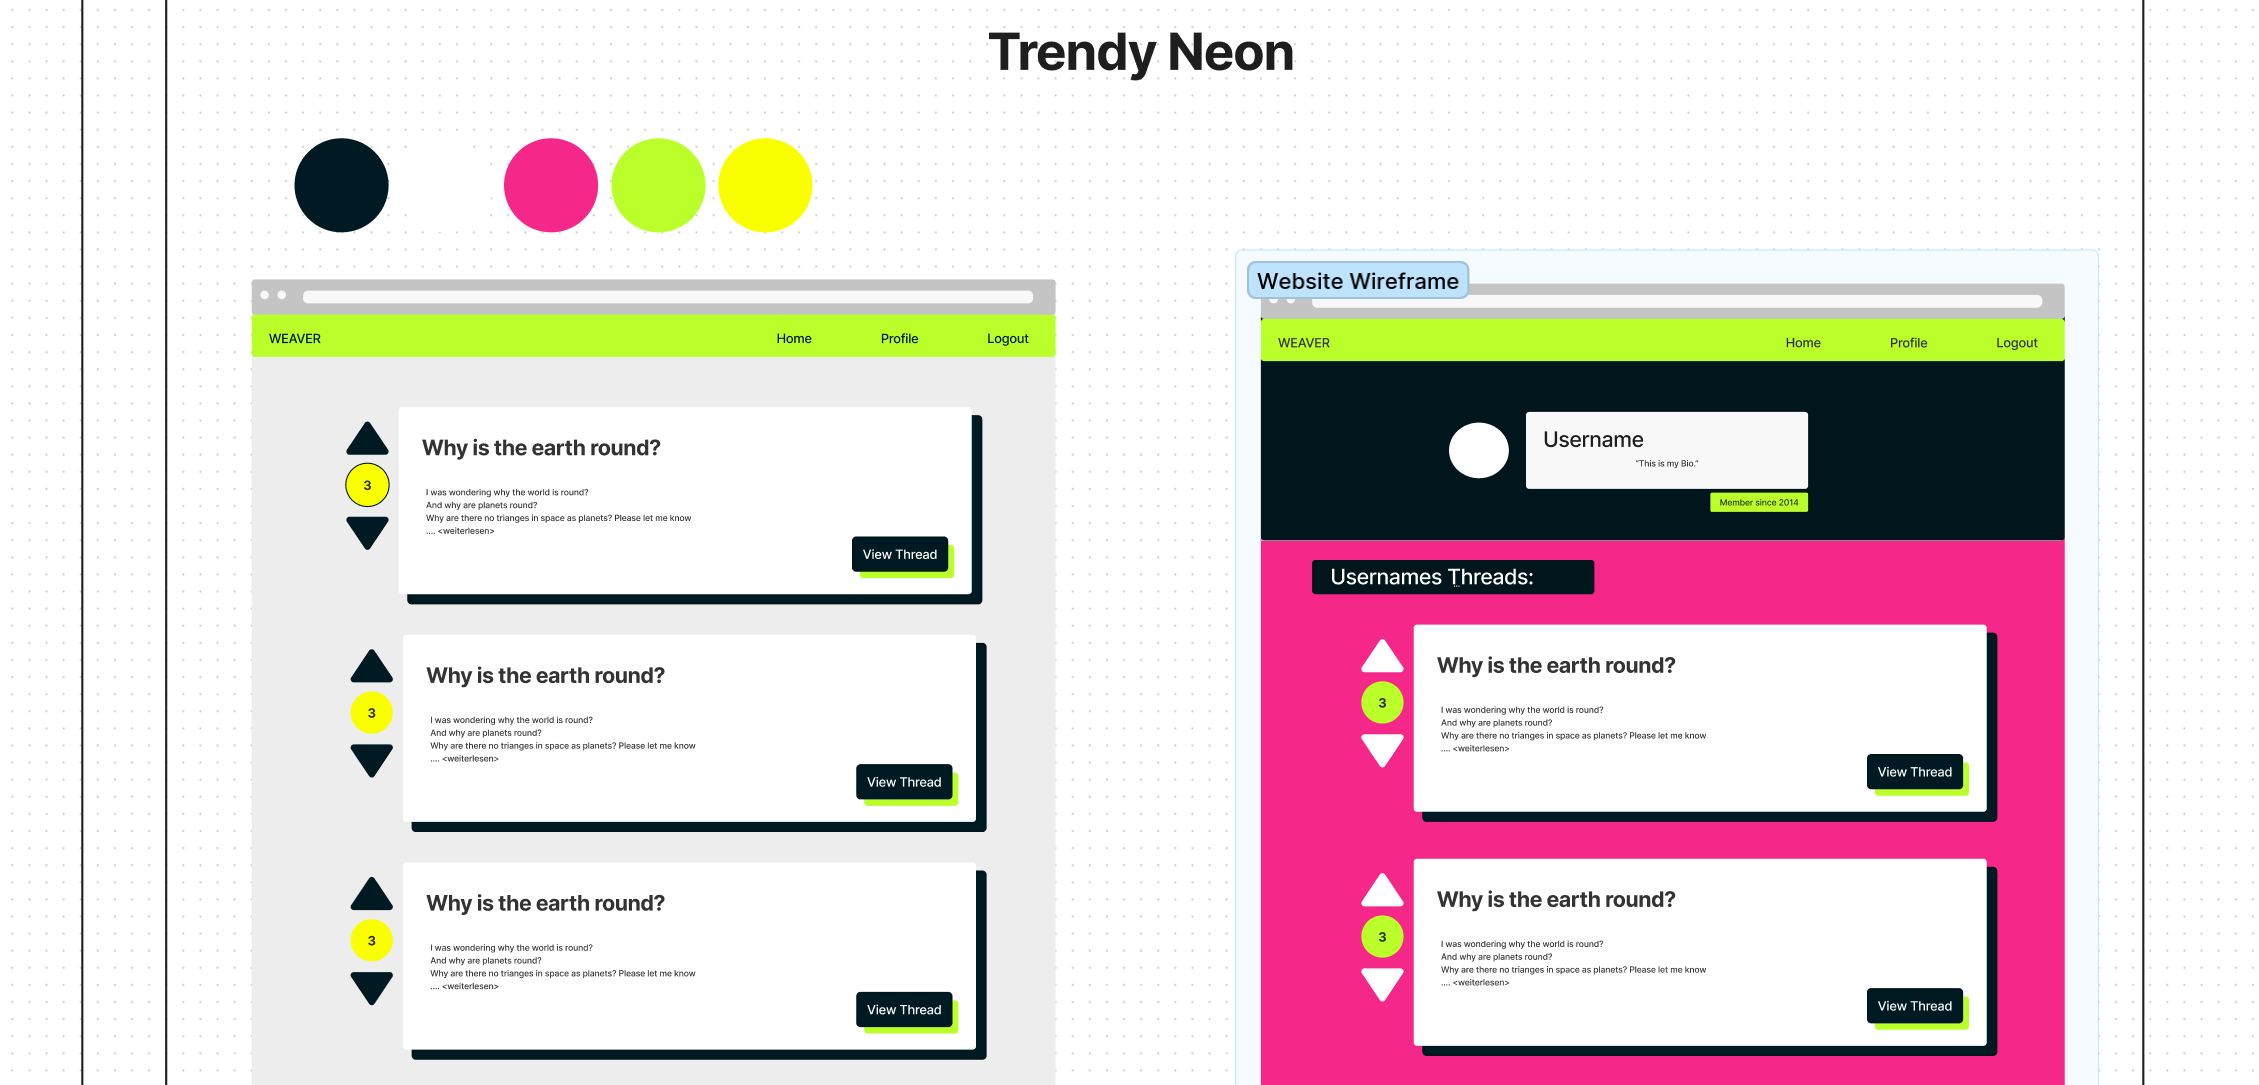 Trendy Neon
WEAVER
Home
Profile
Logout
3
Why is the earth round?
I was wondering why the world is round?
And why are planets round?
Why are there no trianges in space as planets? Please let me know
.... <weiterlesen>
View Thread
3
Why is the earth round?
I was wondering why the world is round?
And why are planets round?
Why are there no trianges in space as planets? Please let me know
.... <weiterlesen>
View Thread
3
Why is the earth round?
I was wondering why the world is round?
And why are planets round?
Why are there no trianges in space as planets? Please let me know
.... <weiterlesen>
View Thread
Website Wireframe
WEAVER
Home
Profile
Logout
Username
"This is my Bio."
Member since 2014
Usernames Threads:
3
Why is the earth round?
I was wondering why the world is round?
And why are planets round?
Why are there no trianges in space as planets? Please let me know
.... <weiterlesen>
View Thread
3
Why is the earth round?
I was wondering why the world is round?
And why are planets round?
Why are there no trianges in space as planets? Please let me know
.... <weiterlesen>
View Thread